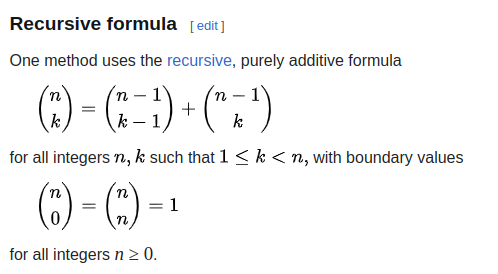 Recursive formula [ edit ]
One method uses the recursive, purely additive formula
$\binom{n}{k} = \binom{n-1}{k-1} + \binom{n-1}{k}$
for all integers $n, k$ such that $1 \leq k < n$, with boundary values
$\binom{n}{0} = \binom{n}{n} = 1$
for all integers $n \geq 0$.